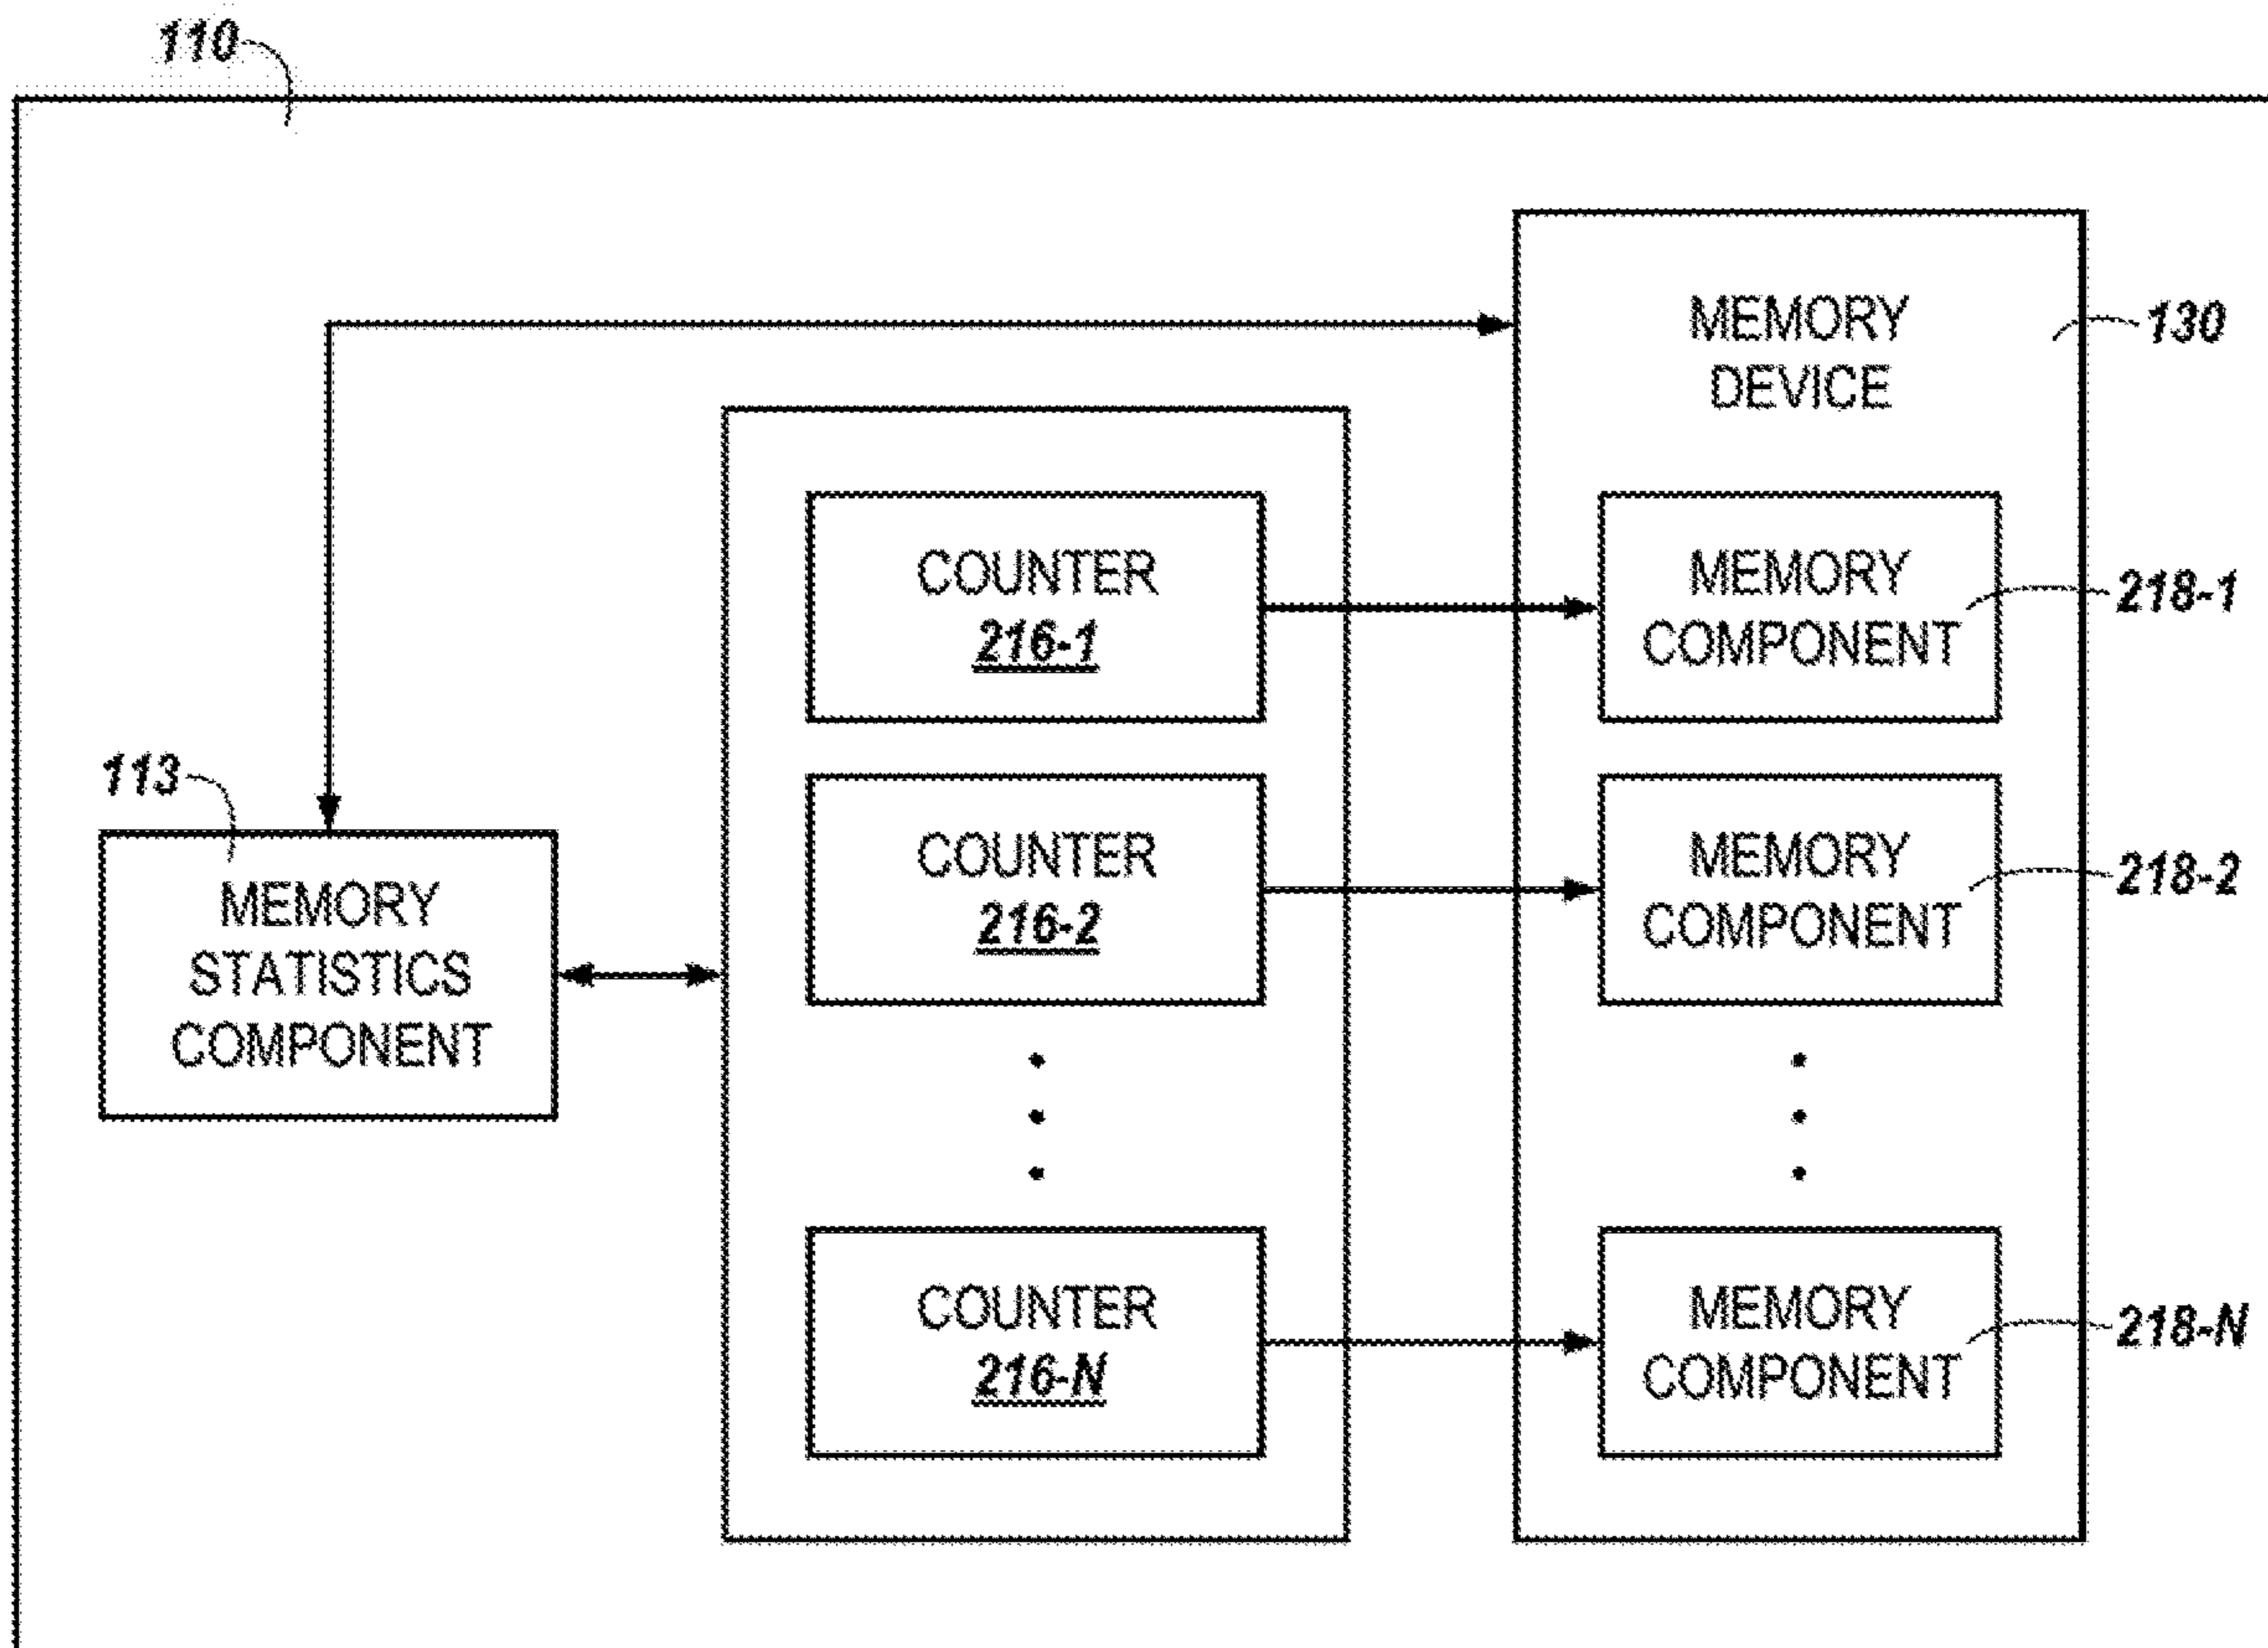 110
MEMORY
DEVICE
130
COUNTER
216-1
MEMORY
COMPONENT
218-1
113
MEMORY
STATISTICS
COMPONENT
COUNTER
216-2
MEMORY
COMPONENT
218-2
COUNTER
216-N
MEMORY
COMPONENT
218-N